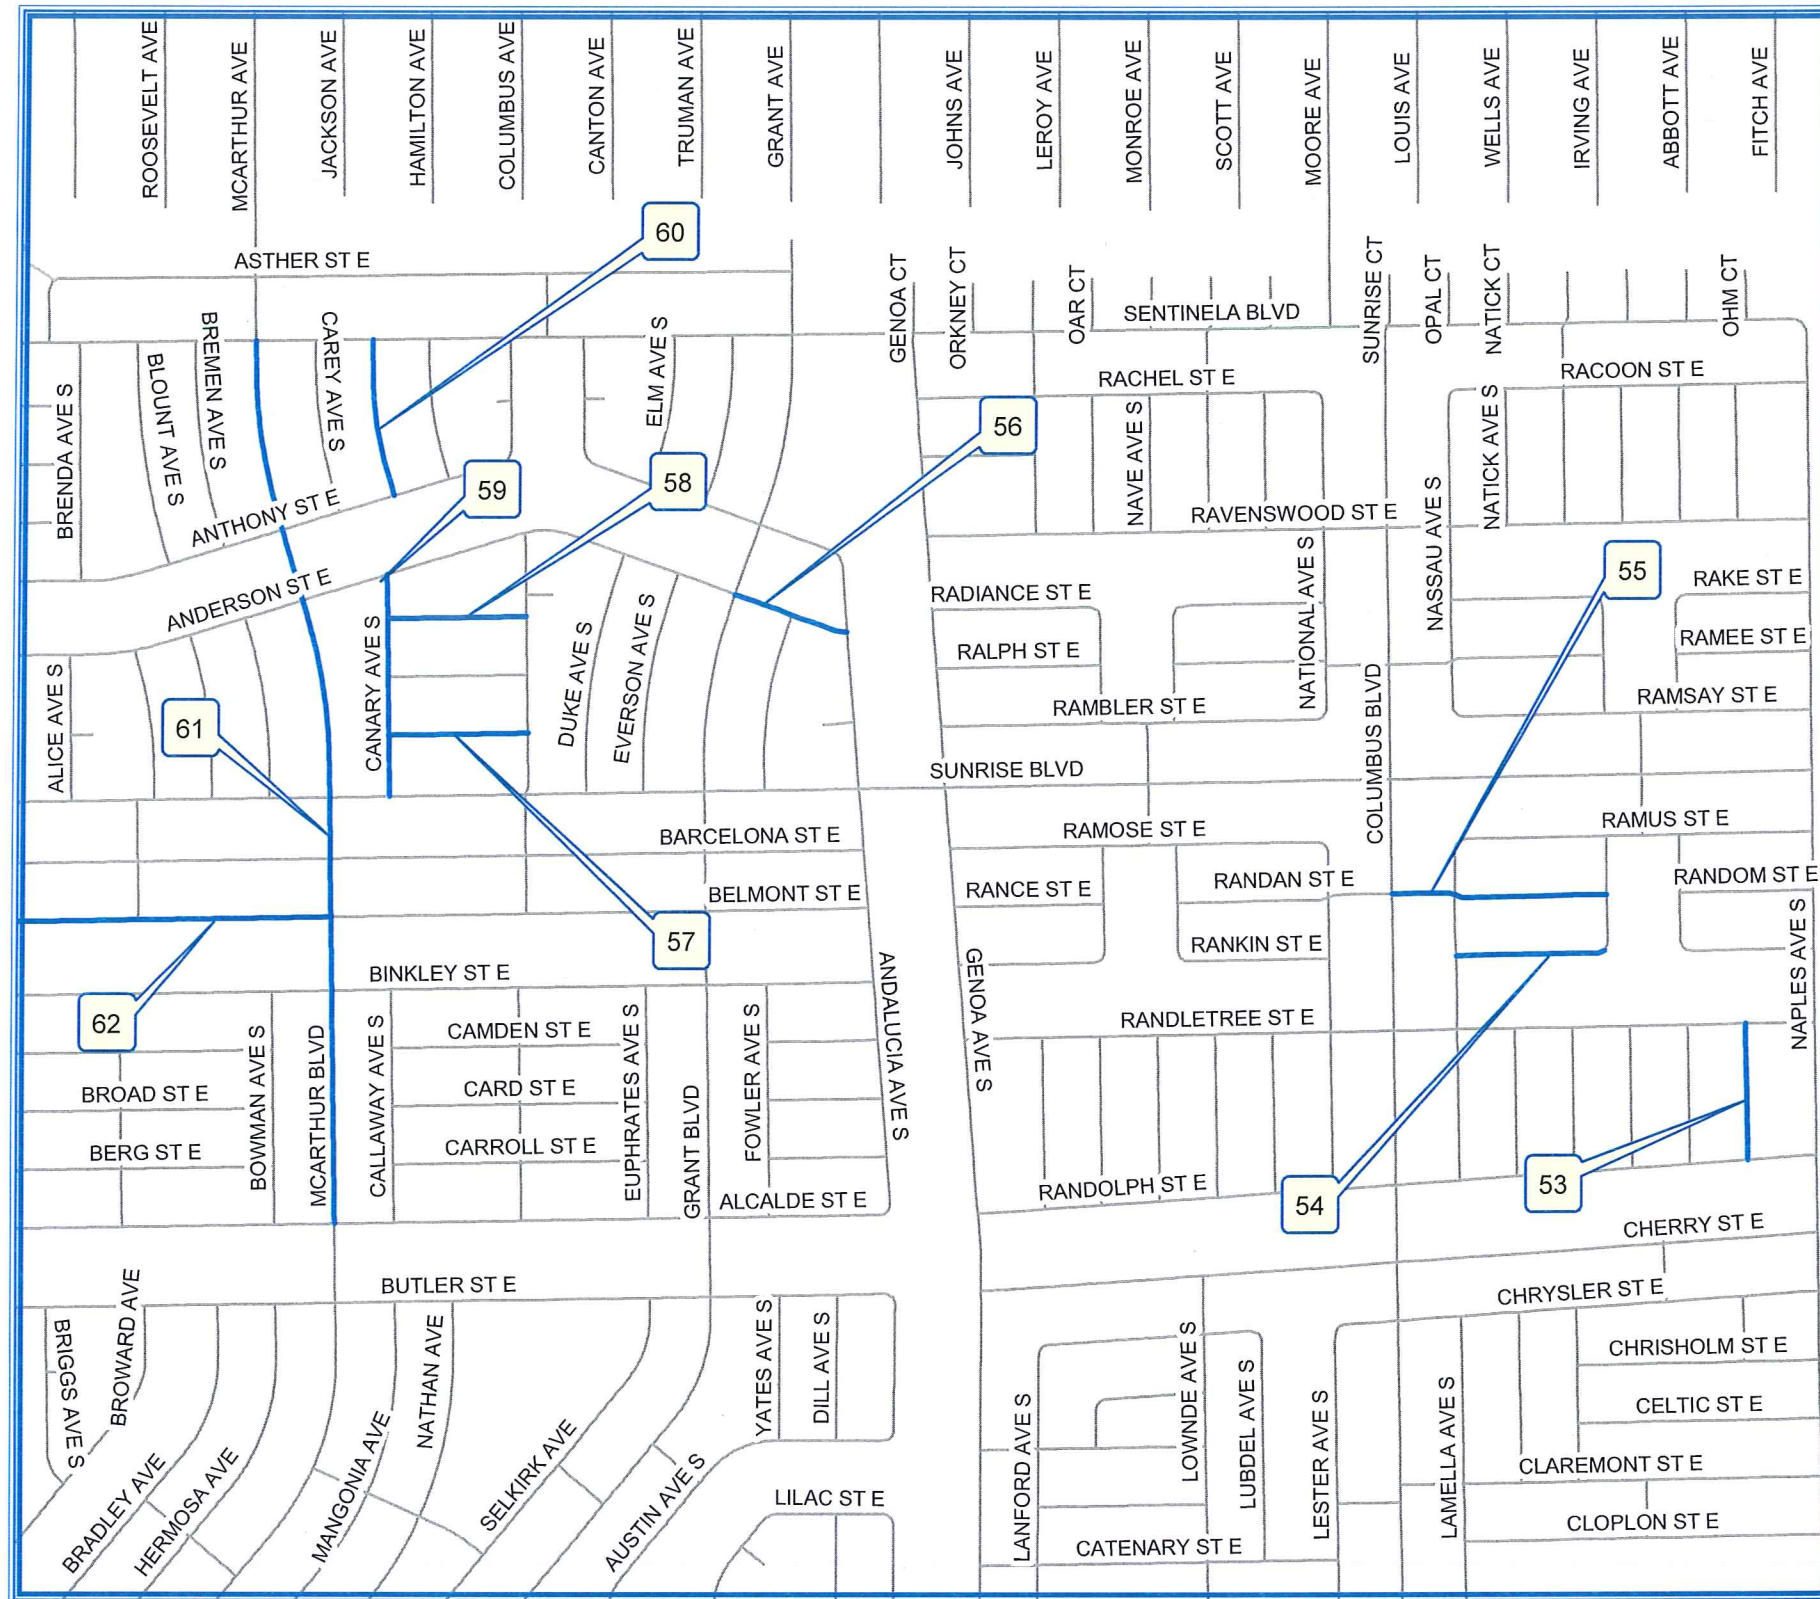 ROOSEVELT AVE
MCARTHUR AVE
JACKSON AVE
HAMILTON AVE
COLUMBUS AVE
CANTON AVE
TRUMAN AVE
GRANT AVE
JOHNS AVE
LEROY AVE
MONROE AVE
SCOTT AVE
MOORE AVE
LOUIS AVE
WELLS AVE
IRVING AVE
ABBOTT AVE
FITCH AVE
60
ASTHER ST E
GENOA CT
ORKNEY CT
OAR CT
SENTINELA BLVD
SUNRISE CT
OPAL CT
NATICK CT
OHM CT
BREMEN AVE S
BLOUNT AVE S
CAREY AVE S
ELM AVE S
BRENDA AVE S
RACHEL ST E
RACOON ST E
56
NAVE AVE S
NATICK AVE S
59
58
ANTHONY ST E
RAVENSWOOD ST E
NASSAU AVE S
NATIONAL AVE S
55
ANDERSON ST E
RADIANCE ST E
RAKE ST E
RALPH ST E
RAMEE ST E
CANARY AVE S
DUKE AVE S
EVERSON AVE S
ALICE AVE S
61
RAMBLER ST E
RAMSAY ST E
COLUMBUS BLVD
SUNRISE BLVD
BARCELONA ST E
RAMOSE ST E
RAMUS ST E
BELMONT ST E
RANCE ST E
RANDAN ST E
RANDOM ST E
57
RANKIN ST E
NAPLES AVE S
BINKLEY ST E
ANDALUCIA AVE S
GENOA AVE S
62
CAMDEN ST E
RANDLETREE ST E
BOWMAN AVE S
MCARTHUR BLVD
CALLAWAY AVE S
EUPHRATES AVE S
GRANT BLVD
FOWLER AVE S
BROAD ST E
CARD ST E
BERG ST E
CARROLL ST E
ALCALDE ST E
RANDOLPH ST E
54
53
CHERRY ST E
BUTLER ST E
CHRYSLER ST E
BRIGGS AVE S
BROWARD AVE
NATHAN AVE
YATES AVE S
DILL AVE S
LOWNDE AVE S
LUBDEL AVE S
CHRISHOLM ST E
CELTIC ST E
LANFORD AVE S
LESTER AVE S
LAMELLA AVE S
BRADLEY AVE
HERMOSA AVE
MANGONIA AVE
SELKIRK AVE
AUSTIN AVE S
CLAREMONT ST E
LILAC ST E
CLOPLON ST E
CATENARY ST E